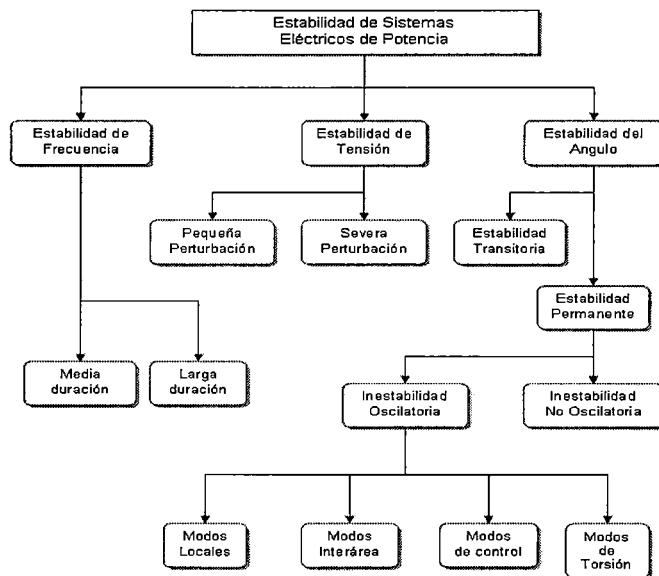 Estabilidad de Sistemas
Eléctricos de Potencia
Estabilidad de
Frecuencia
Estabilidad de
Tensión
Estabilidad del
Angulo
Pequeña
Perturbación
Severa
Perturbación
Estabilidad
Transitoria
Estabilidad
Permanente
Media
duración
Larga
duración
Inestabilidad
Oscilatoria
Inestabilidad
No Oscilatoria
Modos
Locales
Modos
Interárea
Modos
de control
Modos
de
Torsión